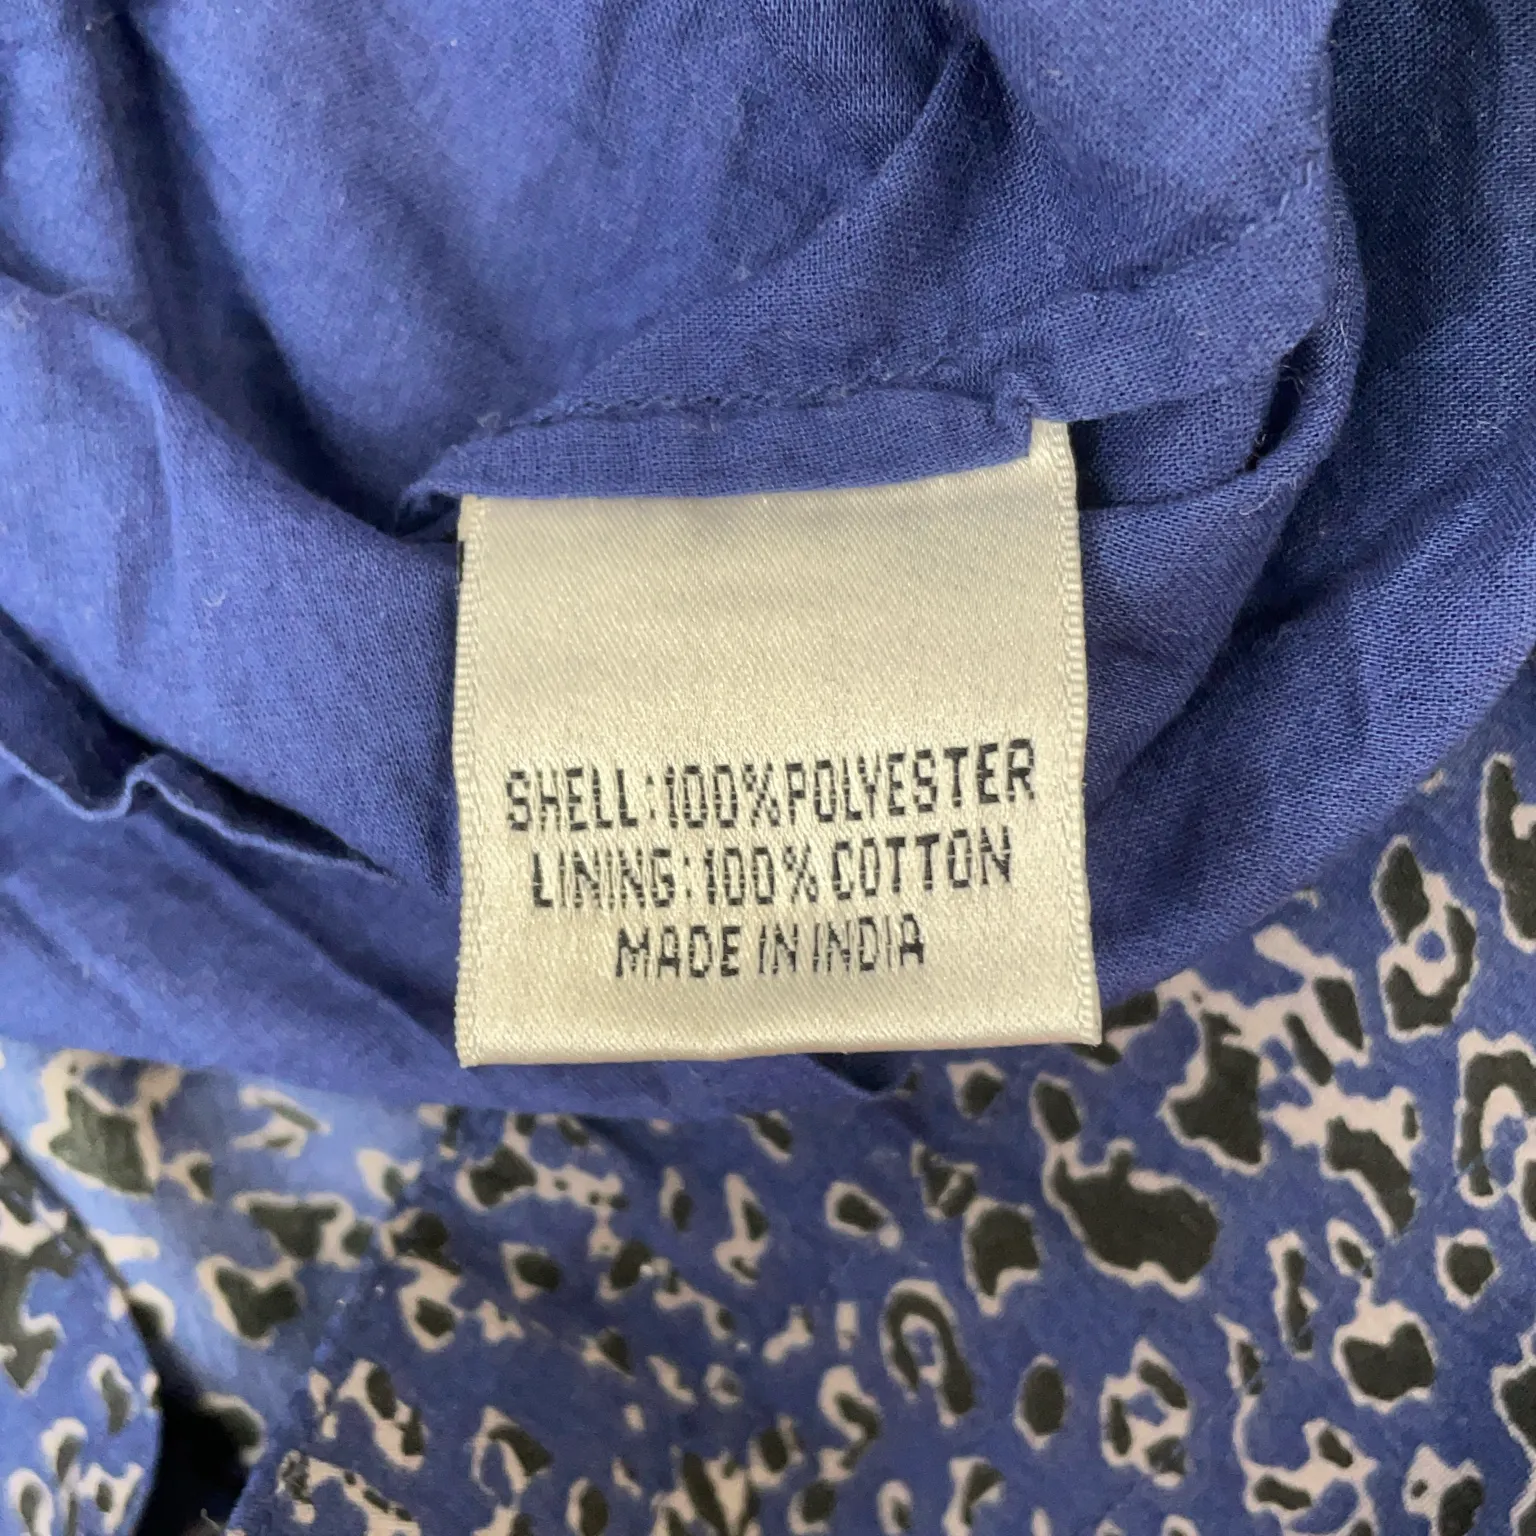 SHELL:100%POLYESTER
LINING:100% COTTON
MADE IN INDIA